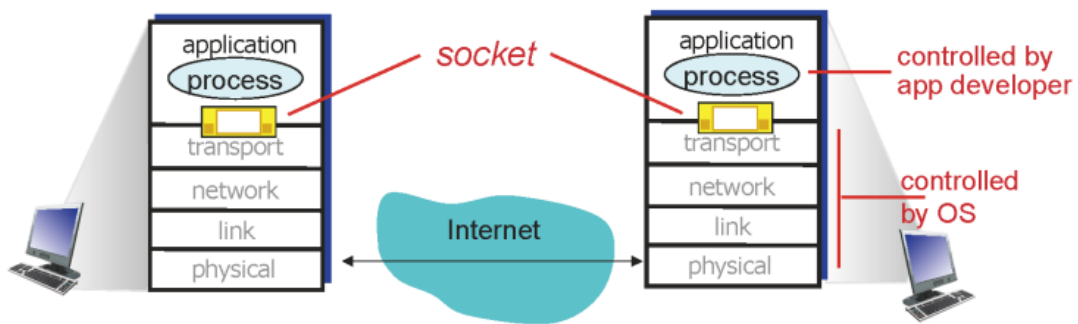 application
process
transport
network
link
physical
socket
Internet
application
process
transport
network
link
physical
controlled by
app developer
controlled
by OS